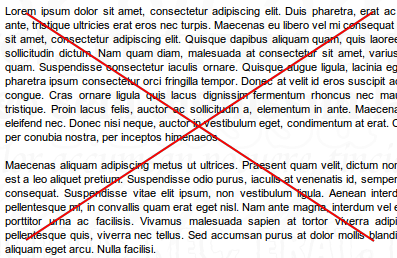 Lorem ipsum dolor sit amet, consectetur adipiscing elit. Duis pharetra, erat ac
ante, tristique ultricies erat eros nec turpis. Maecenas eu libero vel mi consequat
sit amet, consectetur adipiscing elit. Quisque dapibus aliquam quam, quis laoree
sollicitudin dictum. Nam quam diam, malesuada at consectetur sit amet, varius
quam. Suspendisse consectetur iaculis ornare. Quisque augue ligula, lacinia eg
pharetra ipsum consectetur orci fringilla tempor. Donec at velit id eros suscipit ac
congue. Cras ornare ligula quis lacus dignissim fermentum rhoncus nec mau
tristique. Proin lacus felis, auctor ac sollicitudin a, elementum in ante. Maecena
eleifend nec. Donec nisi neque, auctor in vestibulum eget, condimentum at erat. C
per conubia nostra, per inceptos himenaeos.
Maecenas aliquam adipiscing metus ut ultrices. Praesent quam velit, dictum non
est a leo aliquet pretium. Suspendisse odio purus, iaculis at venenatis id, semper
consequat. Suspendisse vitae elit ipsum, non vestibulum ligula. Aenean interd
pellentesque mi, in convallis quam erat eget nisl. Nam ante magna, interdum vel e
porttitor urna ac facilisis. Vivamus malesuada sapien at tortor viverra adipi
pellentesque quis, viverra nec tellus. Sed accumsan purus at dolor mollis blandi
aliquam eget arcu. Nulla facilisi.